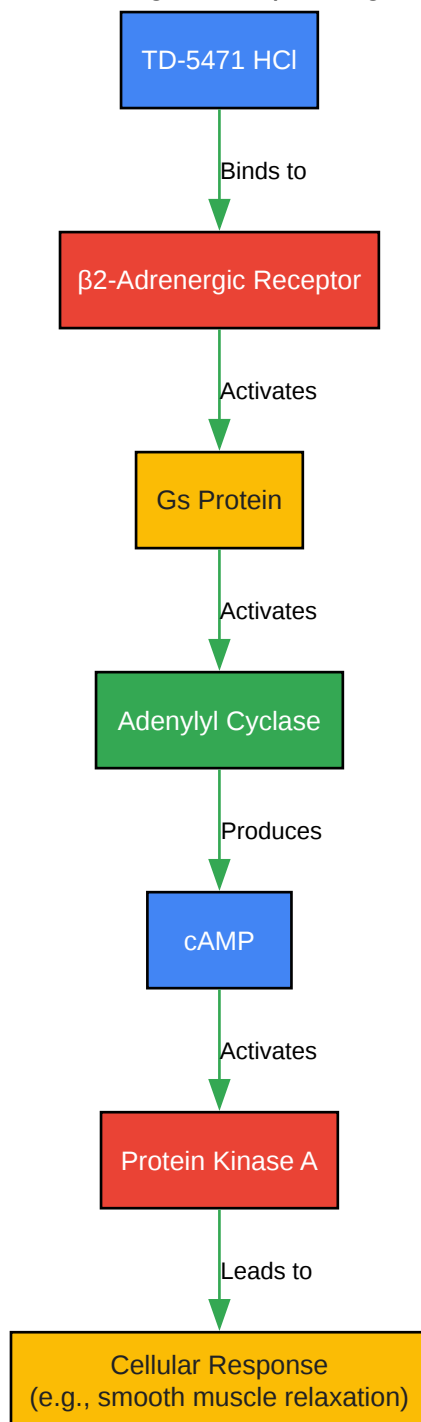 TD-5471 HCl
Binds to
β2-Adrenergic Receptor
Activates
Gs Protein
Activates
Adenylyl Cyclase
Produces
cAMP
Activates
Protein Kinase A
Leads to
Cellular Response
(e.g., smooth muscle relaxation)